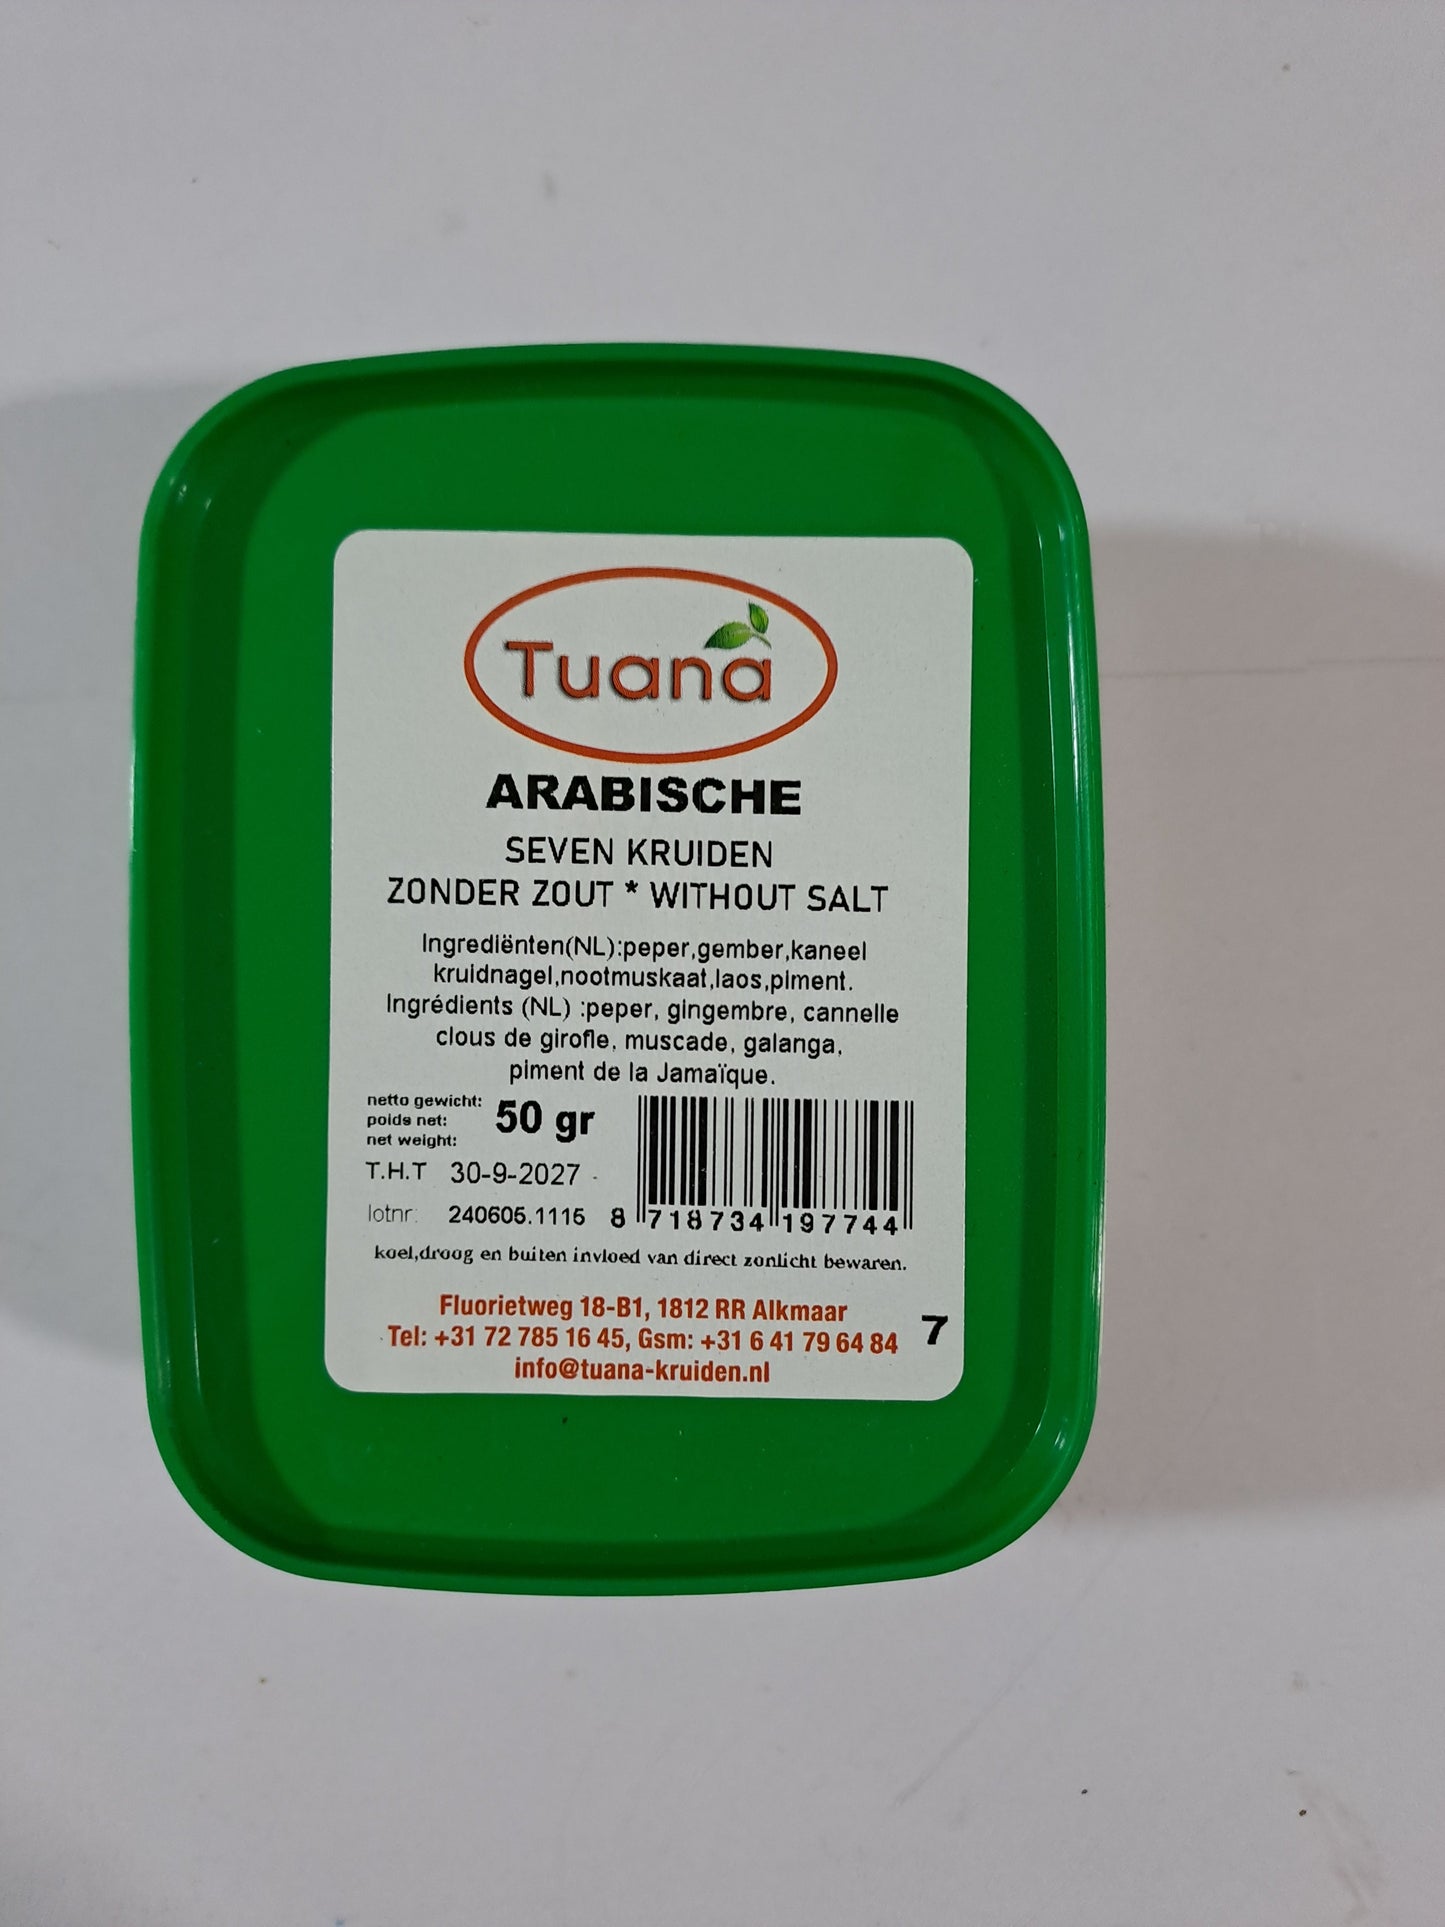 Tuana
ARABISCHE
SEVEN KRUIDEN
ZONDER ZOUT * WITHOUT SALT
Ingrediënten(NL):peper,gember,kaneel
kruidnagel,nootmuskaat,laos,piment.
Ingrédients (NL) :peper, gingembre, cannelle
clous de girofle, muscade, galanga,
piment de la Jamaïque.
netto gewicht:
poids net:
net weight:
50 gr
T.H.T 30-9-2027
lotnr: 240605.1115
8 718734 197744
koel,droog en buiten invloed van direct zonlicht bewaren.
Fluorietweg 18-B1, 1812 RR Alkmaar
Tel: +31 72 785 16 45, Gsm: +31 6 41 79 64 84
info@tuana-kruiden.nl
7